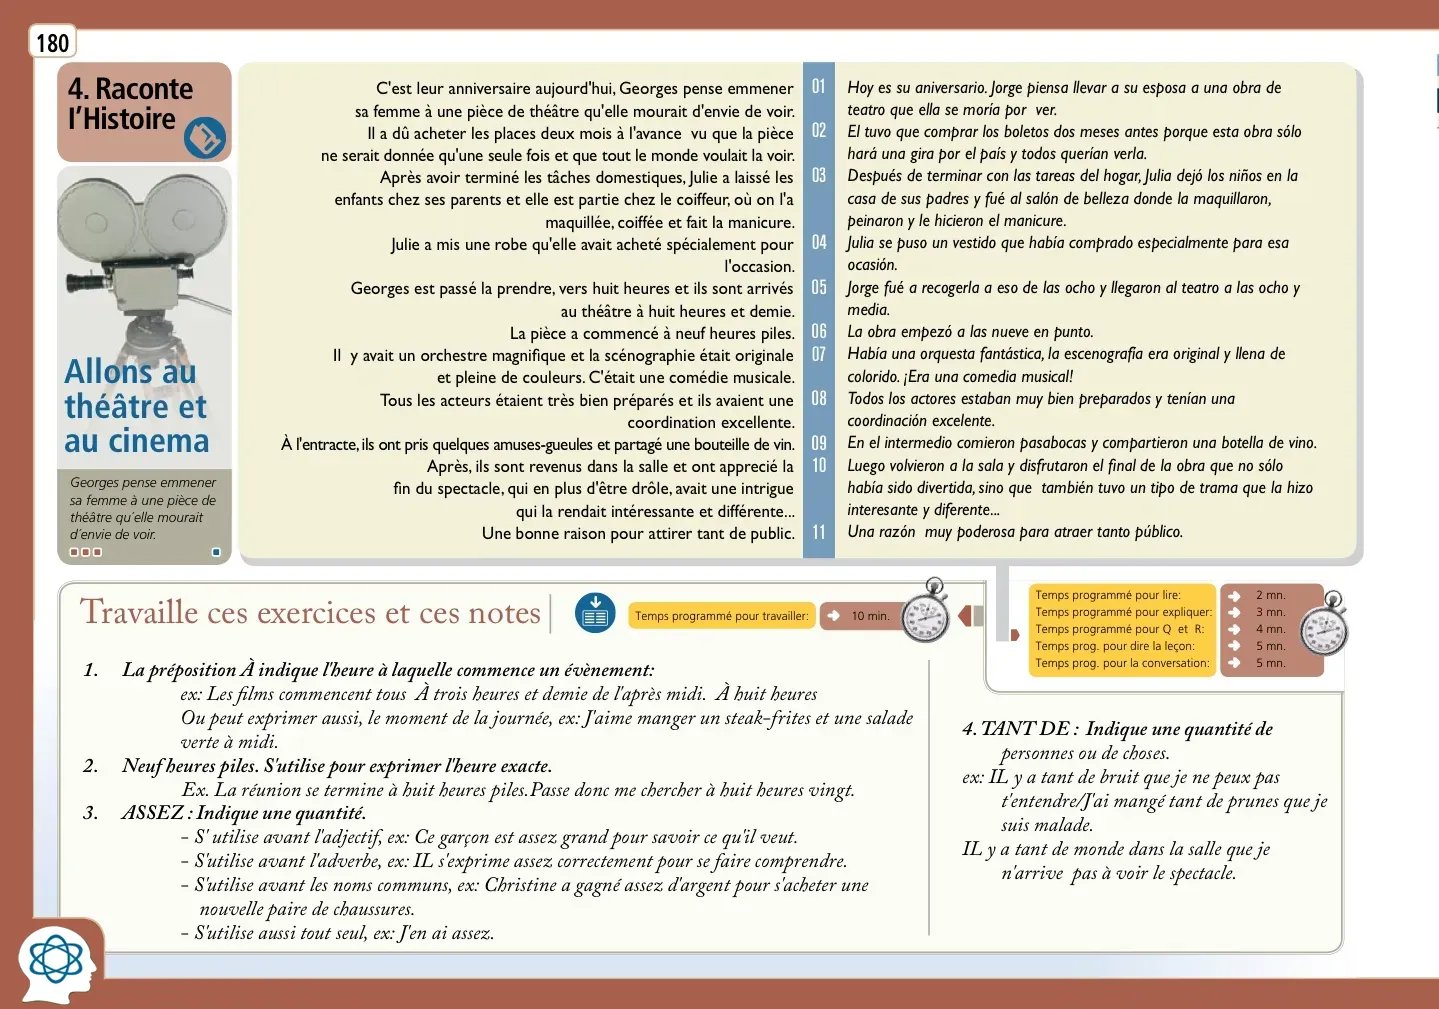 180
4. Raconte
l'Histoire
Allons au
théâtre et
au cinema
Georges pense emmener
sa femme à une pièce de
théâtre qu´elle mourait
d´envie de voir.
C'est leur anniversaire aujourd'hui, Georges pense emmener
sa femme à une pièce de théâtre qu'elle mourait d'envie de voir.
Il a dû acheter les places deux mois à l'avance vu que la pièce
ne serait donnée qu'une seule fois et que tout le monde voulait la voir.
Après avoir terminé les tâches domestiques, Julie a laissé les
enfants chez ses parents et elle est partie chez le coiffeur, où on l'a
maquillée, coiffée et fait la manicure.
Julie a mis une robe qu'elle avait acheté spécialement pour
l'occasion.
Georges est passé la prendre, vers huit heures et ils sont arrivés
au théâtre à huit heures et demie.
La pièce a commencé à neuf heures piles.
Il y avait un orchestre magnifique et la scénographie était originale
et pleine de couleurs. C'était une comédie musicale.
Tous les acteurs étaient très bien préparés et ils avaient une
coordination excellente.
À l'entracte, ils ont pris quelques amuses-gueules et partagé une bouteille de vin.
Après, ils sont revenus dans la salle et ont apprecié la
fin du spectacle, qui en plus d'être drôle, avait une intrigue
qui la rendait intéressante et différente...
Une bonne raison pour attirer tant de public.
01 Hoy es su aniversario. Jorge piensa llevar a su esposa a una obra de
teatro que ella se moría por ver.
02 El tuvo que comprar los boletos dos meses antes porque esta obra sólo
hará una gira por el país y todos querían verla.
03 Después de terminar con las tareas del hogar, Julia dejó los niños en la
casa de sus padres y fué al salón de belleza donde la maquillaron,
peinaron y le hicieron el manicure.
04 Julia se puso un vestido que había comprado especialmente para esa
ocasión.
05 Jorge fué a recogerla a eso de las ocho y llegaron al teatro a las ocho y
media.
06 La obra empezó a las nueve en punto.
07 Había una orquesta fantástica, la escenografía era original y llena de
colorido. ¡Era una comedia musical!
08 Todos los actores estaban muy bien preparados y tenían una
coordinación excelente.
09 En el intermedio comieron pasabocas y compartieron una botella de vino.
10 Luego volvieron a la sala y disfrutaron el final de la obra que no sólo
había sido divertida, sino que también tuvo un tipo de trama que la hizo
interesante y diferente...
11 Una razón muy poderosa para atraer tanto público.
Travaille ces exercices et ces notes
Temps programmé pour travailler: 10 min.
Temps programmé pour lire: 2 mn.
Temps programmé pour expliquer: 3 mn.
Temps programmé pour Q et R: 4 mn.
Temps prog. pour dire la leçon: 5 mn.
Temps prog. pour la conversation: 5 mn.
1. La préposition À indique l'heure à laquelle commence un évènement:
ex: Les films commencent tous À trois heures et demie de l'après midi. À huit heures
Ou peut exprimer aussi, le moment de la journée, ex: J'aime manger un steak-frites et une salade
verte à midi.
2. Neuf heures piles. S'utilise pour exprimer l'heure exacte.
Ex. La réunion se termine à huit heures piles. Passe donc me chercher à huit heures vingt.
3. ASSEZ : Indique une quantité.
- S' utilise avant l'adjectif, ex: Ce garçon est assez grand pour savoir ce qu'il veut.
- S'utilise avant l'adverbe, ex: IL s'exprime assez correctement pour se faire comprendre.
- S'utilise avant les noms communs, ex: Christine a gagné assez d'argent pour s'acheter une
nouvelle paire de chaussures.
- S'utilise aussi tout seul, ex: J'en ai assez.
4. TANT DE : Indique une quantité de
personnes ou de choses.
ex: IL y a tant de bruit que je ne peux pas
t'entendre/J'ai mangé tant de prunes que je
suis malade.
IL y a tant de monde dans la salle que je
n'arrive pas à voir le spectacle.